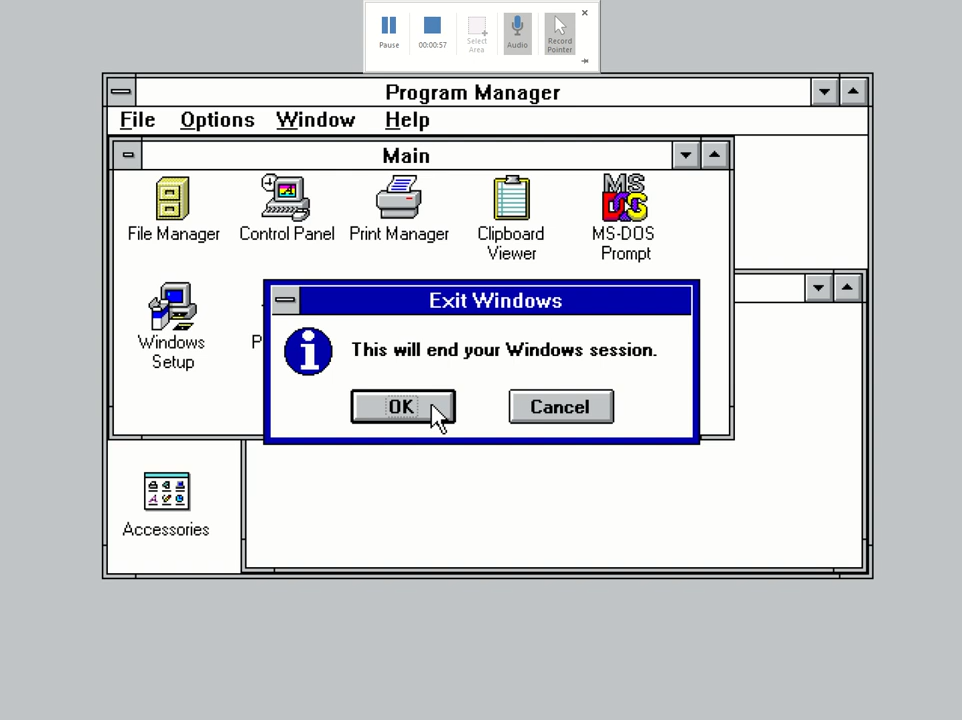 Pause
00:00:57
Select
Area
Audio
Record
Pointer
Program Manager
File Options Window Help
Main
File Manager
Control Panel
Print Manager
Clipboard
Viewer
MS-DOS
Prompt
Windows
Setup
P
Exit Windows
This will end your Windows session.
OK
Cancel
Accessories